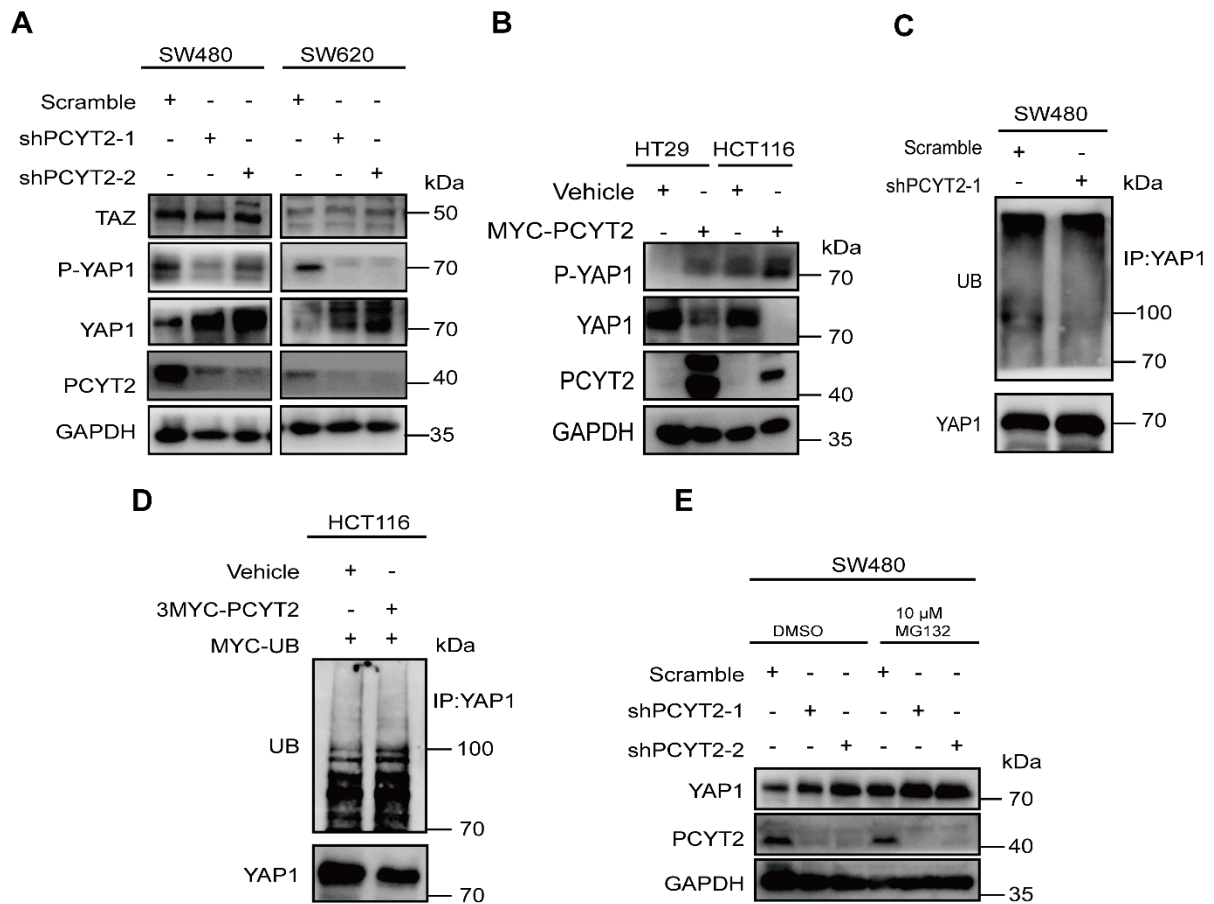 A
SW480 SW620
Scramble + - - + - -
shPCYT2-1 - + - - + -
shPCYT2-2 - - + - - +
kDa
TAZ 50
P-YAP1 70
YAP1 70
PCYT2 40
GAPDH 35
B
HT29 HCT116
Vehicle + - + -
MYC-PCYT2 - + - +
kDa
P-YAP1 70
YAP1 70
PCYT2 40
GAPDH 35
C
SW480
Scramble + -
shPCYT2-1 - + kDa
IP:YAP1
UB
100
70
YAP1 70
D
HCT116
Vehicle + -
3MYC-PCYT2 - +
MYC-UB + + kDa
IP:YAP1
UB 100
70
YAP1
70
E
SW480
DMSO 10 µM MG132
Scramble + - - + - -
shPCYT2-1 - + - - + -
shPCYT2-2 - - + - - +
kDa
YAP1 70
PCYT2 40
GAPDH 35